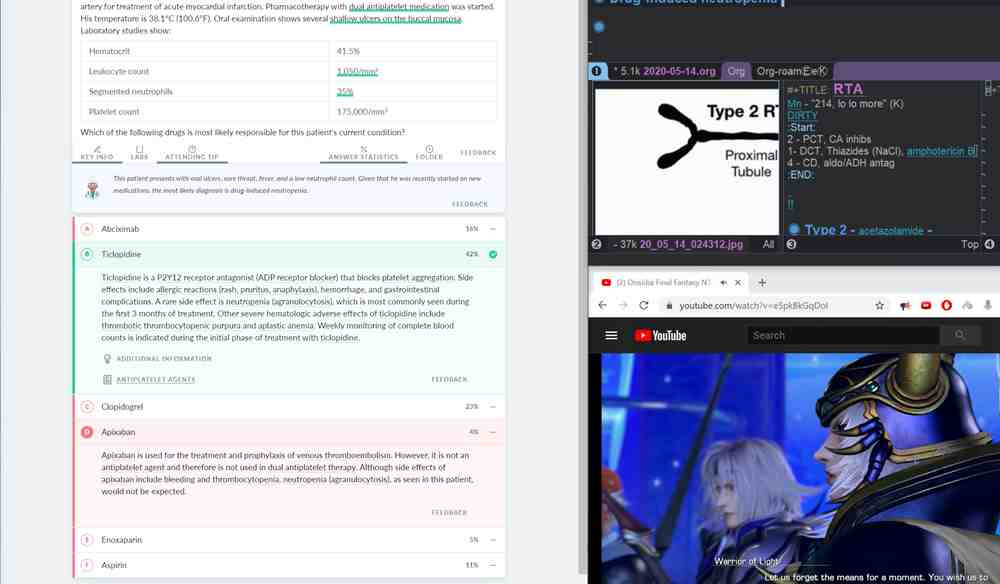 artery for treatment of acute myocardial infarction. Pharmacotherapy with dual antiplatelet medication was started.
His temperature is 38.1°C (100.6°F). Oral examination shows several shallow ulcers on the buccal mucosa.
Laboratory studies show:
Hematocrit 41.5%
Leukocyte count 1,050/mm³
Segmented neutrophils 35%
Platelet count 175,000/mm³
Which of the following drugs is most likely responsible for this patient's current condition?
KEY INFO LABS ATTENDING TIP ANSWER STATISTICS FOLDER FEEDBACK
This patient presents with oral ulcers, sore throat, fever, and a low neutrophil count. Given that he was recently started on new
medications, the most likely diagnosis is drug-induced neutropenia.
FEEDBACK
A Abciximab 16% –
B Ticlopidine 42%
Ticlopidine is a P2Y12 receptor antagonist (ADP receptor blocker) that blocks platelet aggregation. Side
effects include allergic reactions (rash, pruritus, anaphylaxis), hemorrhage, and gastrointestinal
complications. A rare side effect is neutropenia (agranulocytosis), which is most commonly seen during
the first 3 months of treatment. Other severe hematologic adverse effects of ticlopidine include
thrombotic thrombocytopenic purpura and aplastic anemia. Weekly monitoring of complete blood
counts is indicated during the initial phase of treatment with ticlopidine.
ADDITIONAL INFORMATION
ANTIPLATELET AGENTS FEEDBACK
C Clopidogrel 23% –
D Apixaban 4% –
Apixaban is used for the treatment and prophylaxis of venous thromboembolism. However, it is not an
antiplatelet agent and therefore is not used in dual antiplatelet therapy. Although side effects of
apixaban include bleeding and thrombocytopenia, neutropenia (agranulocytosis), as seen in this patient,
would not be expected.
FEEDBACK
E Enoxaparin 5% –
F Aspirin 11% –
drug induced neutropenia
1 * 5.1k 2020-05-14.org Org Org-roam
Type 2 RT
Proximal
Tubule
2 - 37k 20_05_14_024312.jpg All
#+TITLE: RTA
Mn - "214, lo lo more" (K)
DIRTY
:Start:
2 - PCT, CA inhibs
1- DCT, Thiazides (NaCl), amphotericin B
4 - CD, aldo/ADH antag
:END:
!!
Type 2 - acetazolamide -
3 Top 4
(2) Dissidia Final Fantasy NT
youtube.com/watch?v=eSpkBkGqDoI
YouTube
Search
Warrior of Light
Let us forget the means for a moment. You wish us to